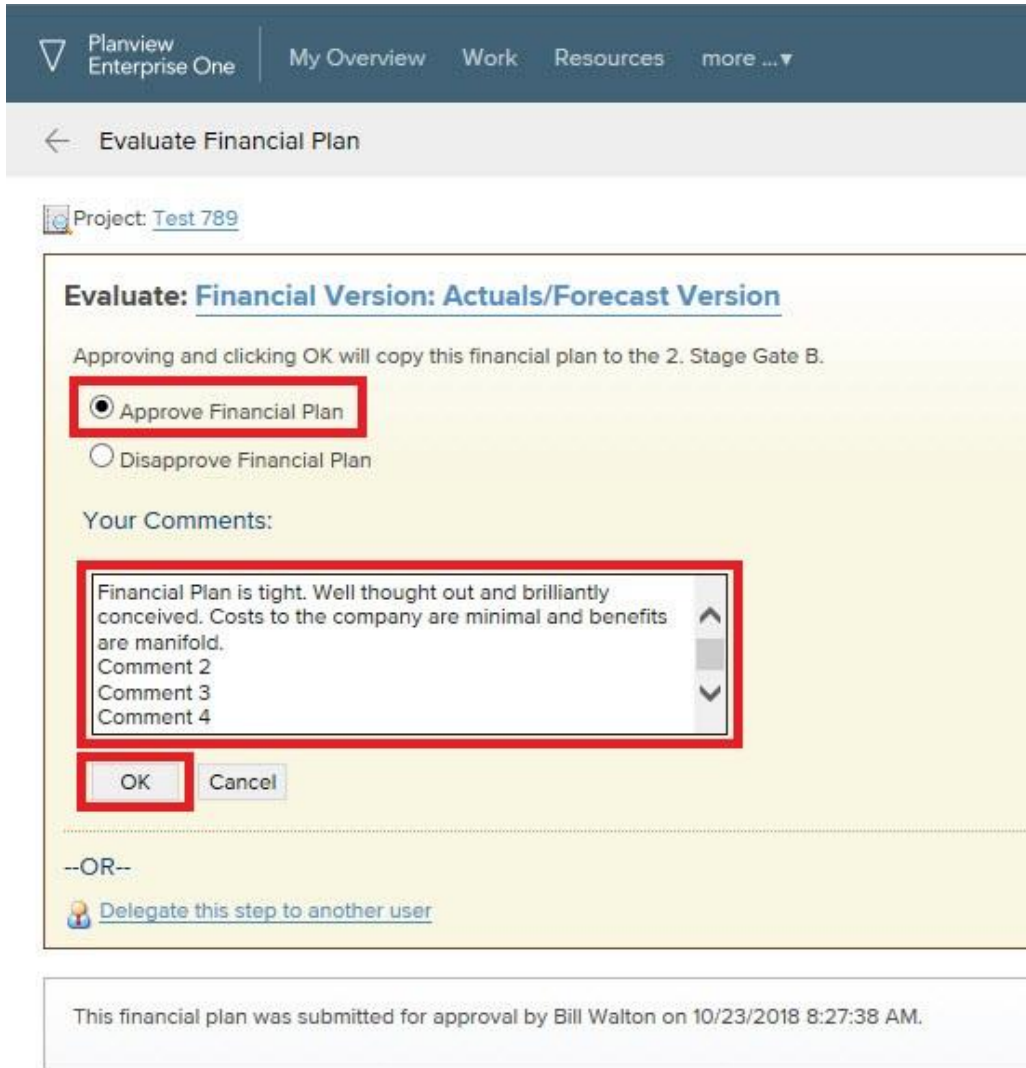 Planview
Enterprise One
My Overview Work Resources more ...▾
← Evaluate Financial Plan
Project: Test 789
Evaluate: Financial Version: Actuals/Forecast Version
Approving and clicking OK will copy this financial plan to the 2. Stage Gate B.
Approve Financial Plan
Disapprove Financial Plan
Your Comments:
Financial Plan is tight. Well thought out and brilliantly
conceived. Costs to the company are minimal and benefits
are manifold.
Comment 2
Comment 3
Comment 4
OK Cancel
--OR--
Delegate this step to another user
This financial plan was submitted for approval by Bill Walton on 10/23/2018 8:27:38 AM.